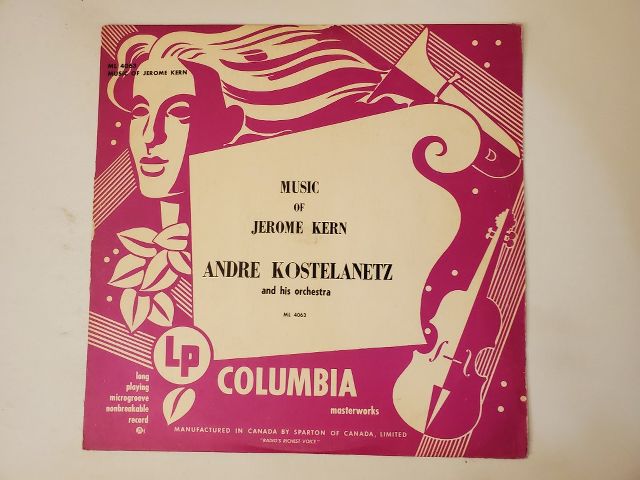 ML 4063
MUSIC OF JEROME KERN
MUSIC
OF
JEROME KERN
ANDRE KOSTELANETZ
and his orchestra
ML 4063
LP
long
playing
microgroove
nonbreakable
record
COLUMBIA
masterworks
MANUFACTURED IN CANADA BY SPARTON OF CANADA, LIMITED
"RADIO'S RICHEST VOICE"